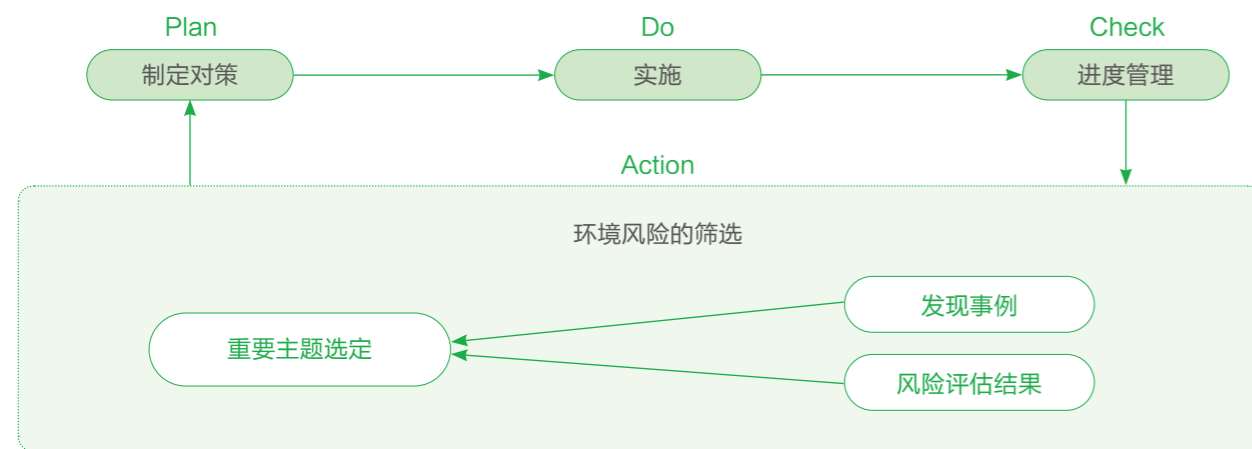 Plan
Do
Check
制定对策
实施
进度管理
Action
环境风险的筛选
发现事例
重要主题选定
风险评估结果